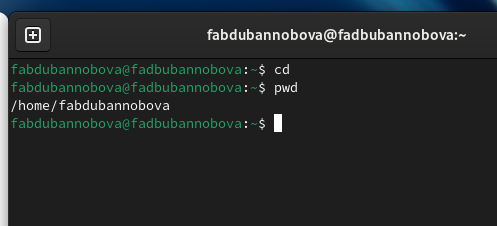 fabdubannobova@fadbubannobova:~
fabdubannobova@fadbubannobova:~$ cd
fabdubannobova@fadbubannobova:~$ pwd
/home/fabdubannobova
fabdubannobova@fadbubannobova:~$